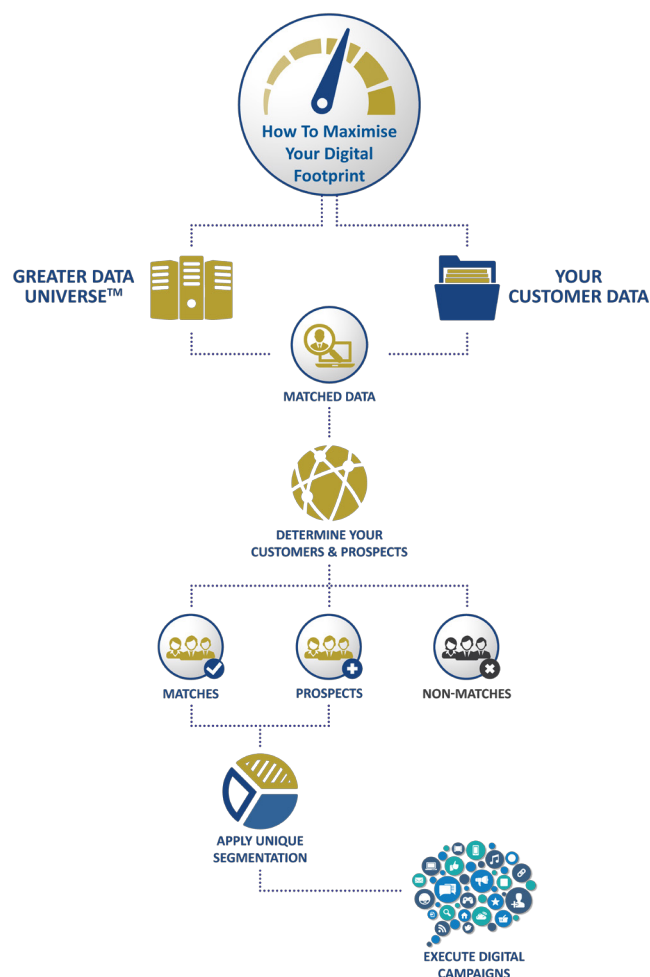 How To Maximise
Your Digital
Footprint
GREATER DATA
UNIVERSE™
YOUR
CUSTOMER DATA
MATCHED DATA
DETERMINE YOUR
CUSTOMERS & PROSPECTS
MATCHES
PROSPECTS
NON-MATCHES
APPLY UNIQUE
SEGMENTATION
EXECUTE DIGITAL
CAMPAIGNS